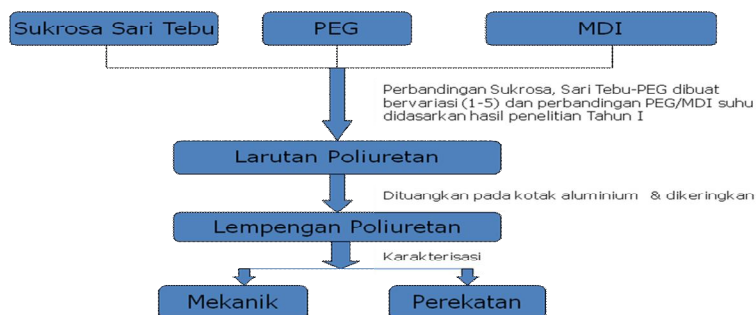 Sukrosa Sari Tebu
PEG
MDI
Perbandingan Sukrosa, Sari Tebu-PEG dibuat
bervariasi (1-5) dan perbandingan PEG/MDI suhu
didasarkan hasil penelitian Tahun I
Larutan Poliuretan
Dituangkan pada kotak aluminium & dikeringkan
Lempengan Poliuretan
Karakterisasi
Mekanik
Perekatan